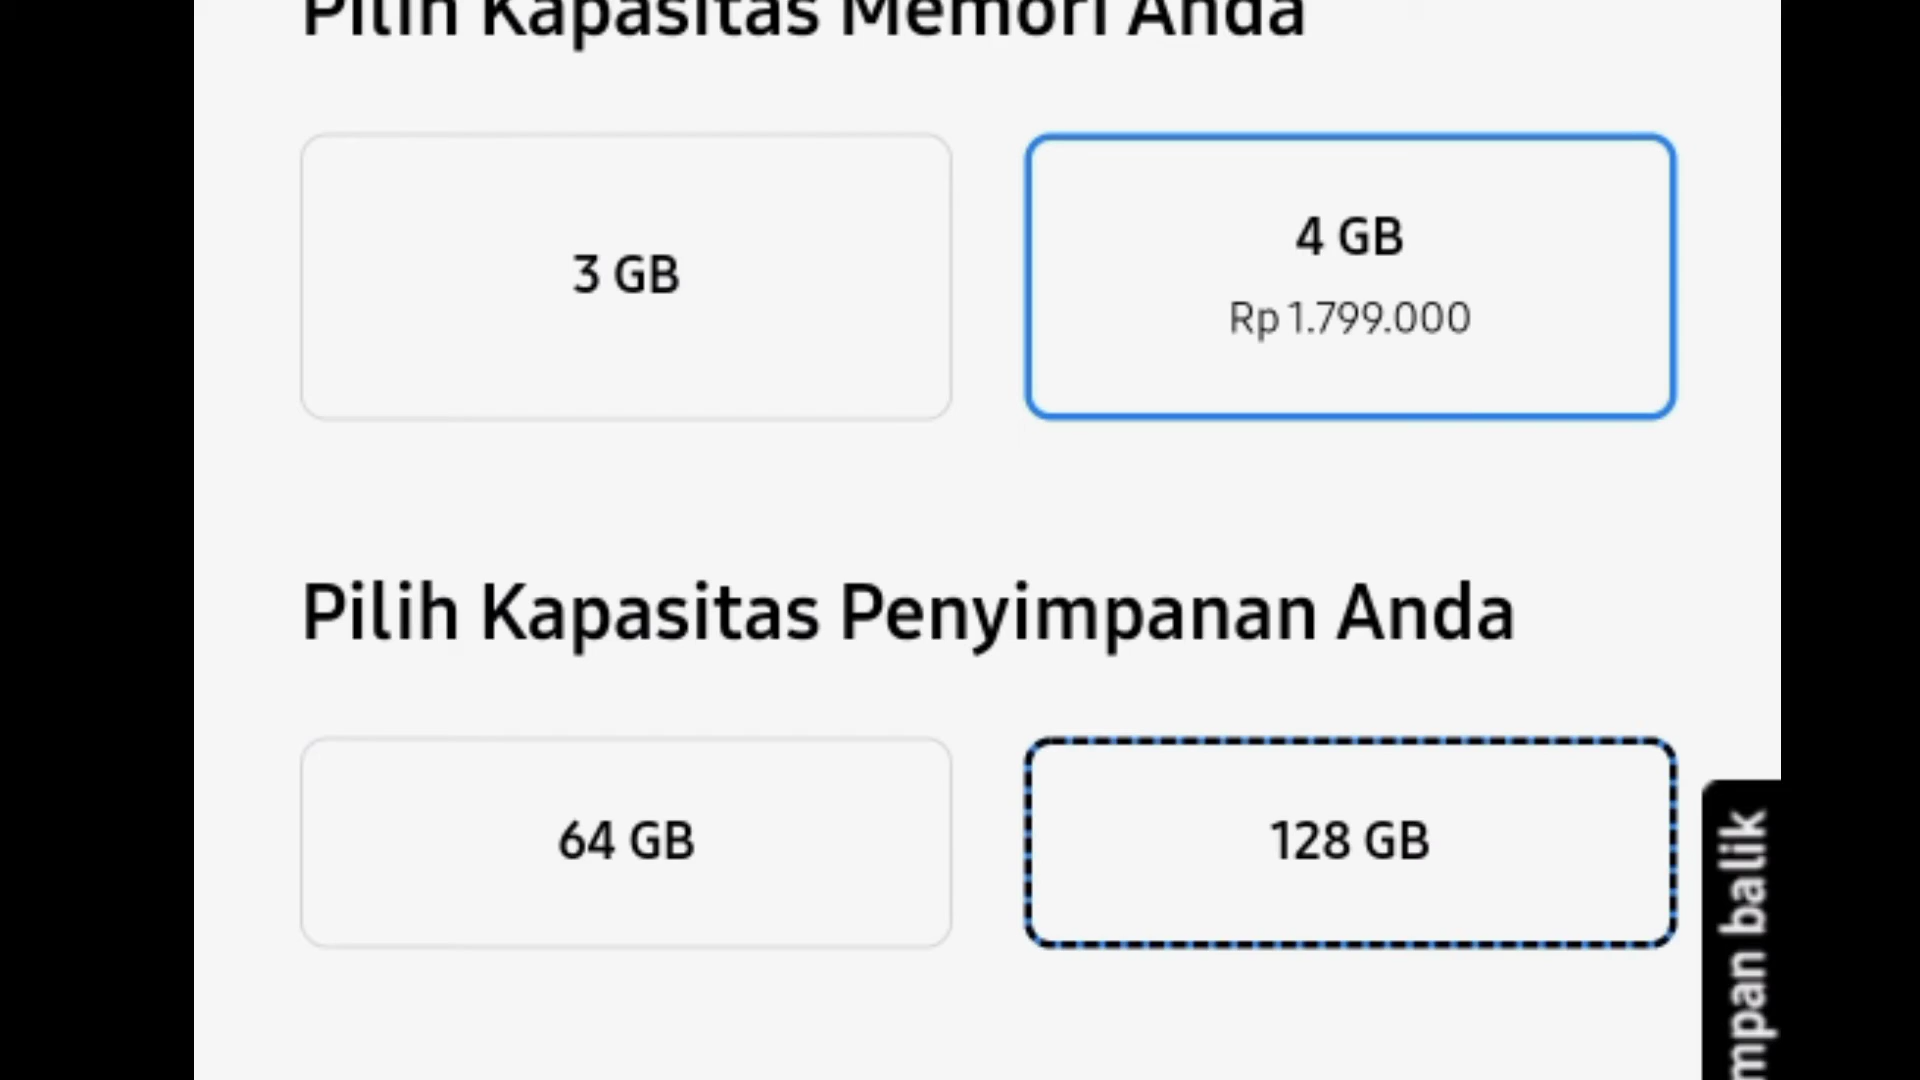 Pilih Kapasitas Memori Anda
3 GB
4 GB
Rp 1.799.000
Pilih Kapasitas Penyimpanan Anda
64 GB
128 GB
mpan balik